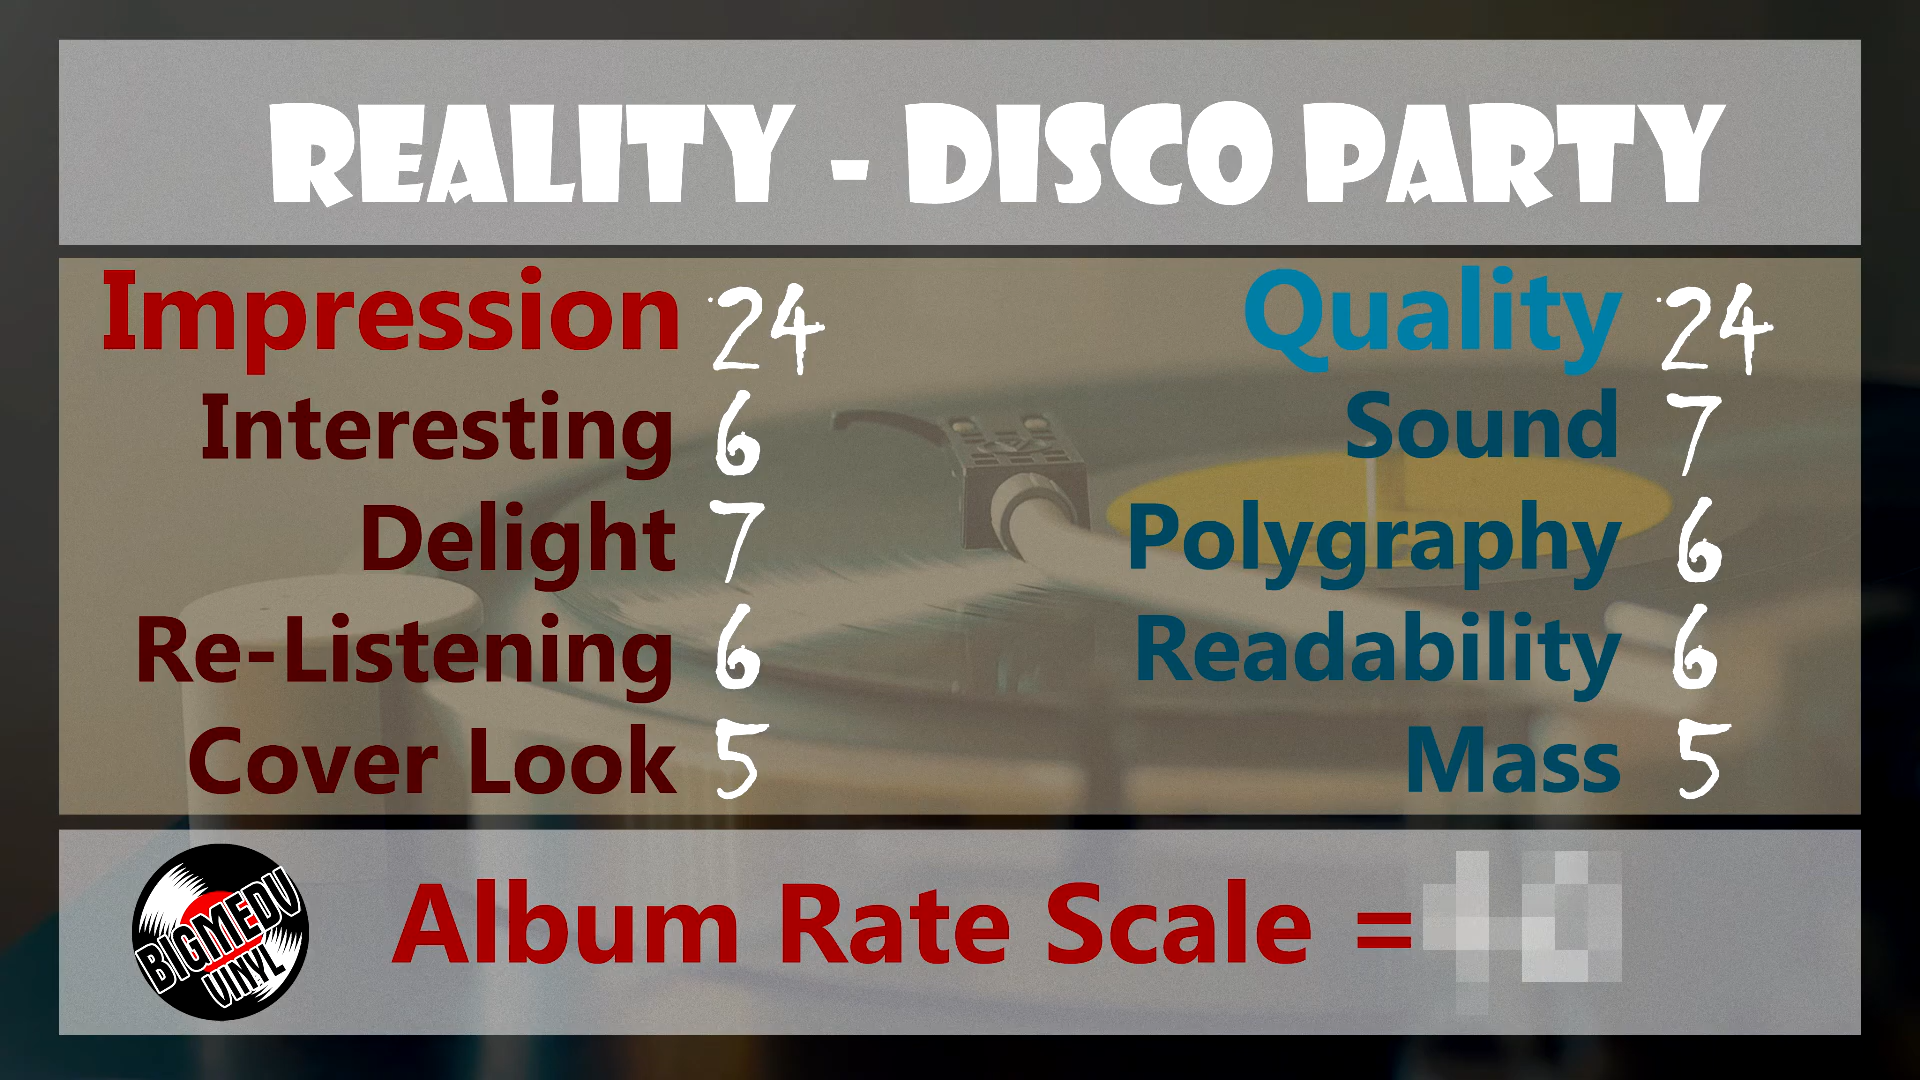 REALITY - DISCO PARTY
Impression 24
Interesting 6
Delight 7
Re-Listening 6
Cover Look 5
Quality 24
Sound 7
Polygraphy 6
Readability 6
Mass 5
BIGMEDV
VINYL
Album Rate Scale =